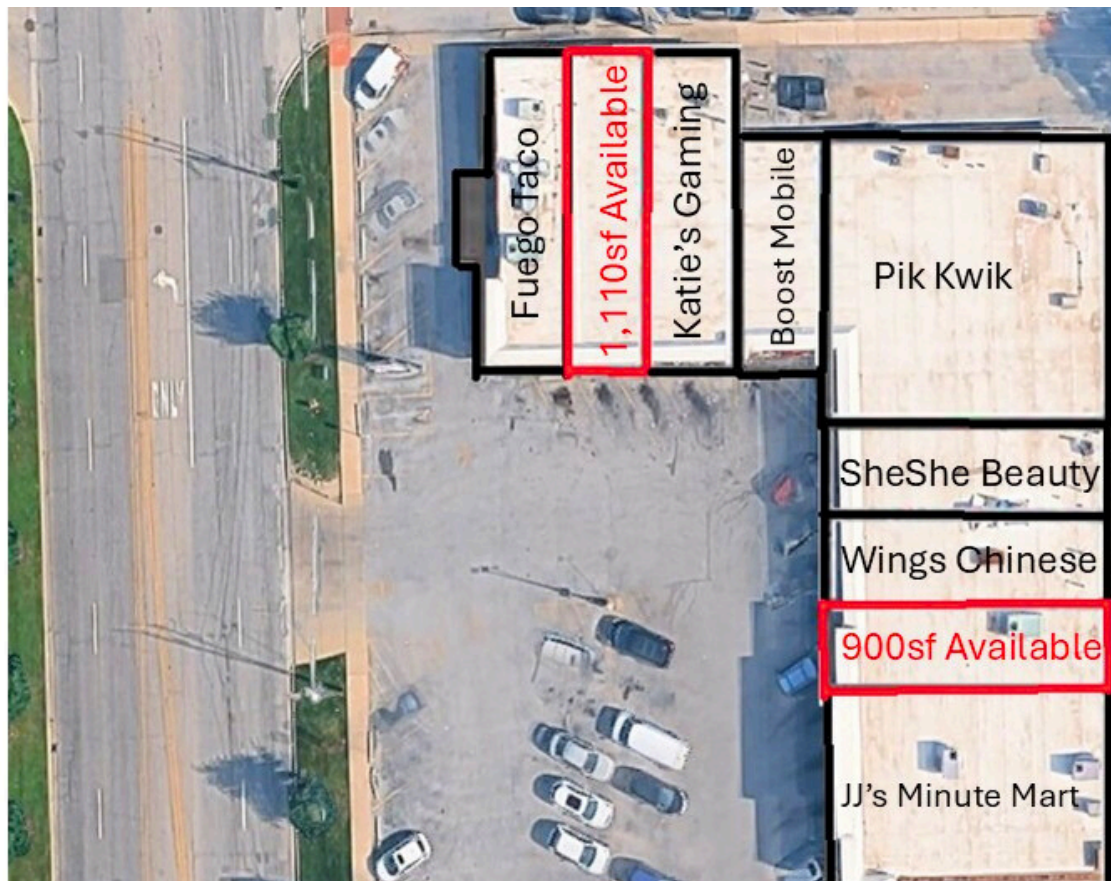 Fuego Taco
1,110sf Available
Katie's Gaming
Boost Mobile
Pik Kwik
SheShe Beauty
Wings Chinese
900sf Available
JJ's Minute Mart
ONLY